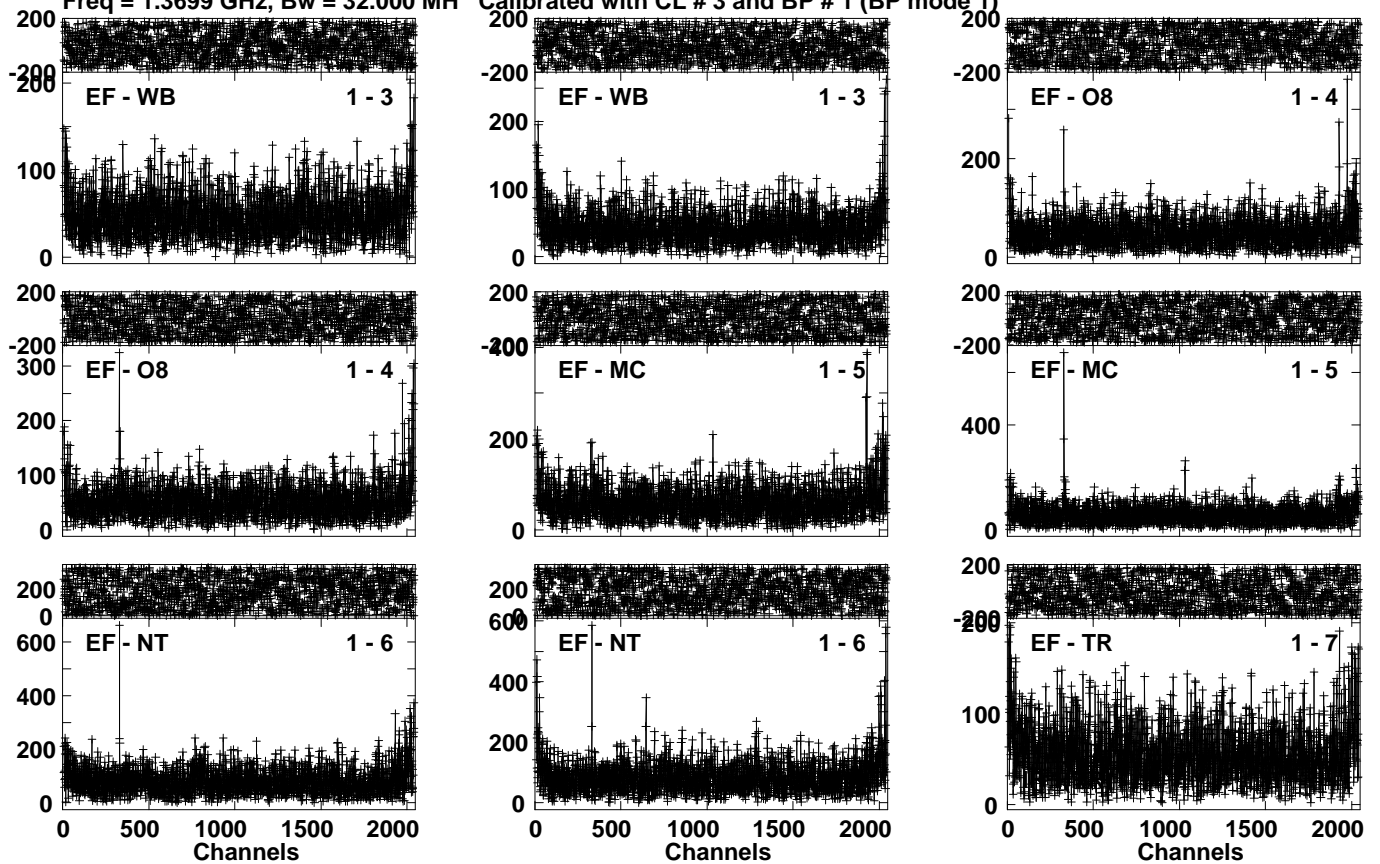 Freq = 1.3699 GHz, Bw = 32.000 MH Calibrated with CL # 3 and BP # 1 (BP mode 1)
200 200 200
-200 -200 -200
200
EF - WB 1 - 3 EF - WB 1 - 3 EF - O8 1 - 4
200 200
100 100
0 0 0
200 200 200
-200 -200
400
300 EF - O8 1 - 4 EF - MC 1 - 5 EF - MC 1 - 5
200 200 400
100
0 0 0
200 200 200
0
600
600 EF - NT 1 - 6 EF - NT 1 - 6 EF - TR 1 - 7
400 400
200 200 100
0 0 0
0 500 1000 1500 2000 0 500 1000 1500 2000 0 500 1000 1500 2000
Channels Channels Channels